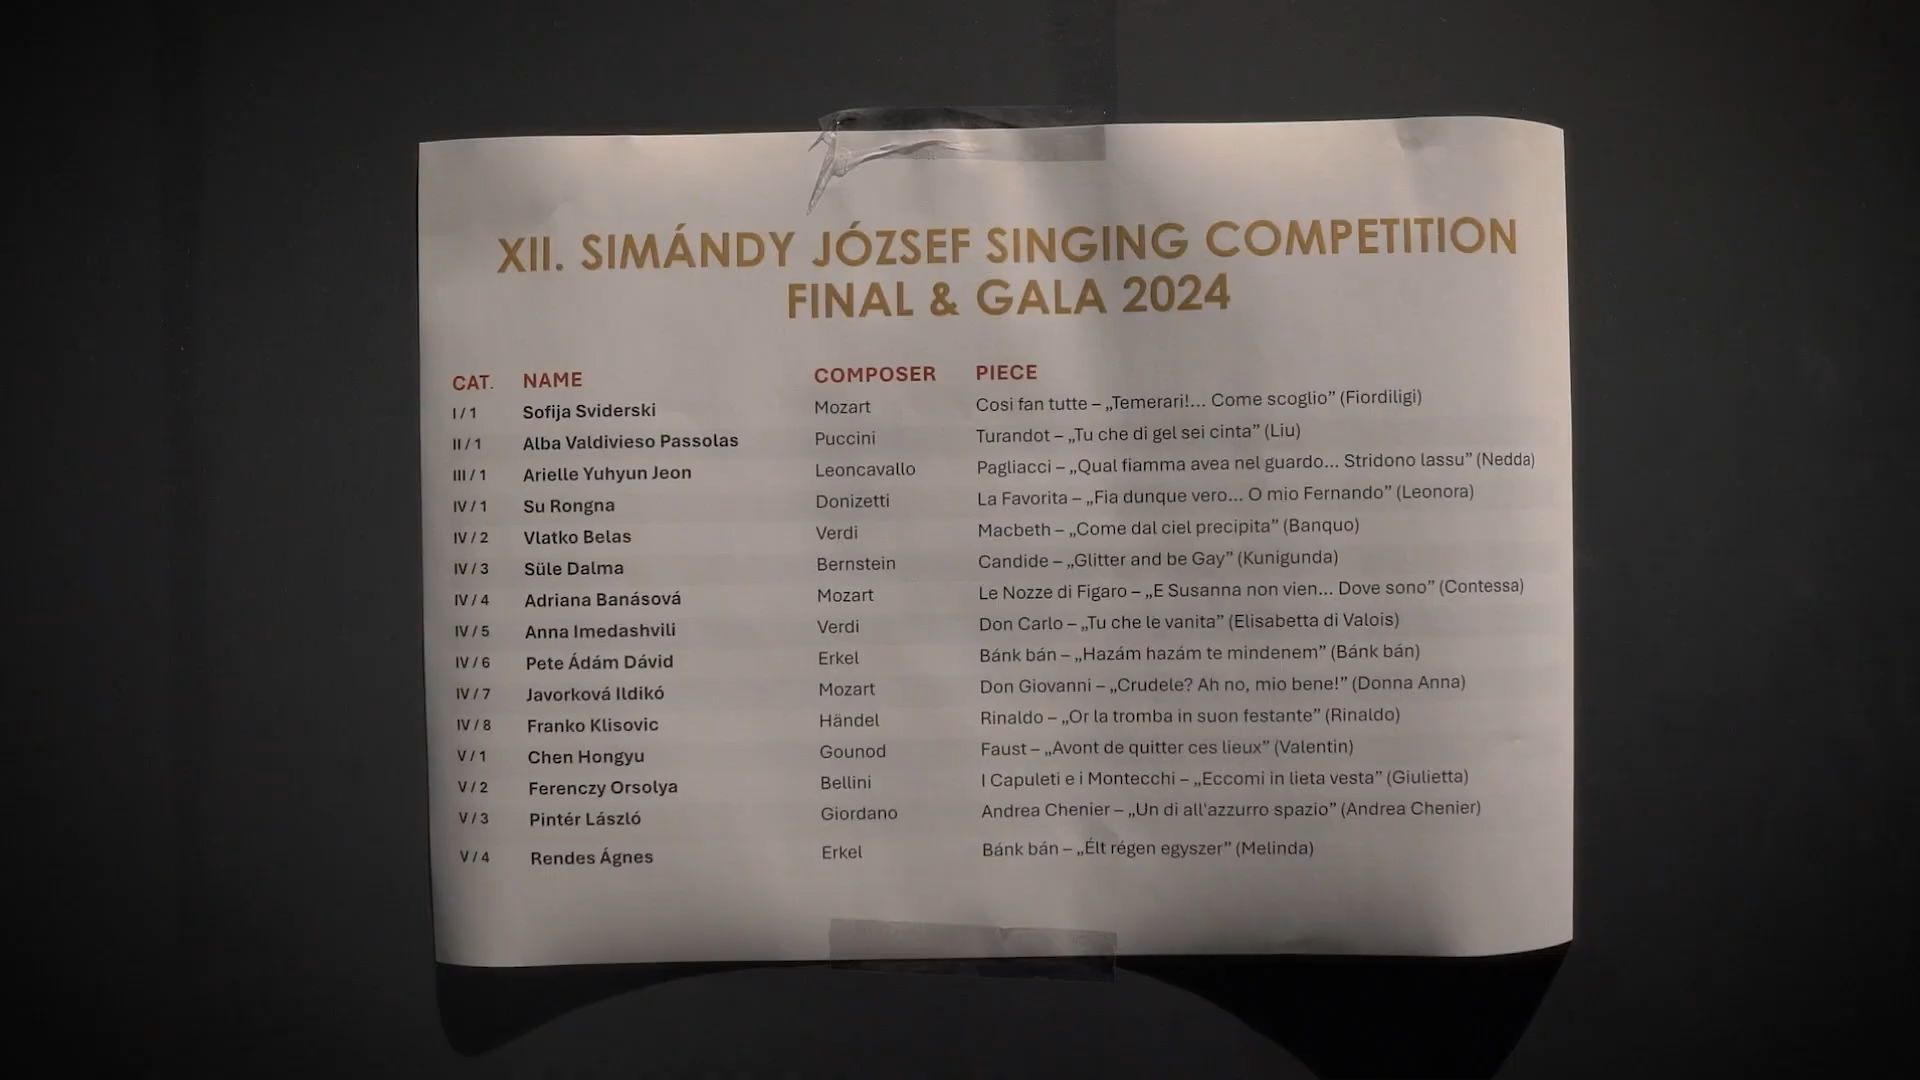 XII. SIMÁNDY JÓZSEF SINGING COMPETITION
FINAL & GALA 2024
CAT. NAME COMPOSER PIECE
I / 1 Sofija Sviderski Mozart Cosi fan tutte – „Temerari!... Come scoglio” (Fiordiligi)
II / 1 Alba Valdivieso Passolas Puccini Turandot – „Tu che di gel sei cinta” (Liu)
III / 1 Arielle Yuhyun Jeon Leoncavallo Pagliacci – „Qual fiamma avea nel guardo... Stridono lassu” (Nedda)
IV / 1 Su Rongna Donizetti La Favorita – „Fia dunque vero... O mio Fernando” (Leonora)
IV / 2 Vlatko Belas Verdi Macbeth – „Come dal ciel precipita” (Banquo)
IV / 3 Süle Dalma Bernstein Candide – „Glitter and be Gay” (Kunigunda)
IV / 4 Adriana Banásová Mozart Le Nozze di Figaro – „E Susanna non vien... Dove sono” (Contessa)
IV / 5 Anna Imedashvili Verdi Don Carlo – „Tu che le vanita” (Elisabetta di Valois)
IV / 6 Pete Ádám Dávid Erkel Bánk bán – „Hazám hazám te mindenem” (Bánk bán)
IV / 7 Javorková Ildikó Mozart Don Giovanni – „Crudele? Ah no, mio bene!” (Donna Anna)
IV / 8 Franko Klisovic Händel Rinaldo – „Or la tromba in suon festante” (Rinaldo)
V / 1 Chen Hongyu Gounod Faust – „Avont de quitter ces lieux” (Valentin)
V / 2 Ferenczy Orsolya Bellini I Capuleti e i Montecchi – „Eccomi in lieta vesta” (Giulietta)
V / 3 Pintér László Giordano Andrea Chenier – „Un di all'azzurro spazio” (Andrea Chenier)
V / 4 Rendes Ágnes Erkel Bánk bán – „Élt régen egyszer” (Melinda)